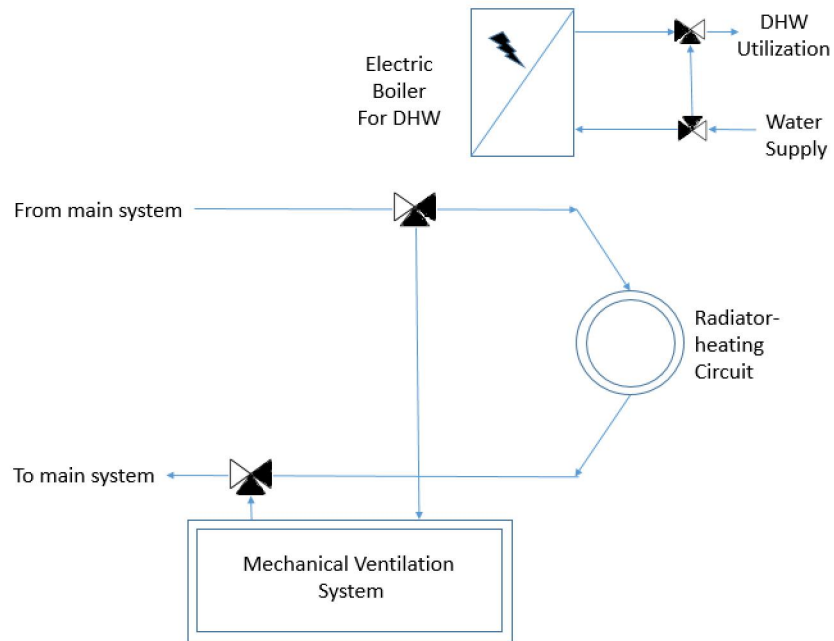 Electric
Boiler
For DHW
DHW
Utilization
Water
Supply
From main system
Radiator-
heating
Circuit
To main system
Mechanical Ventilation
System